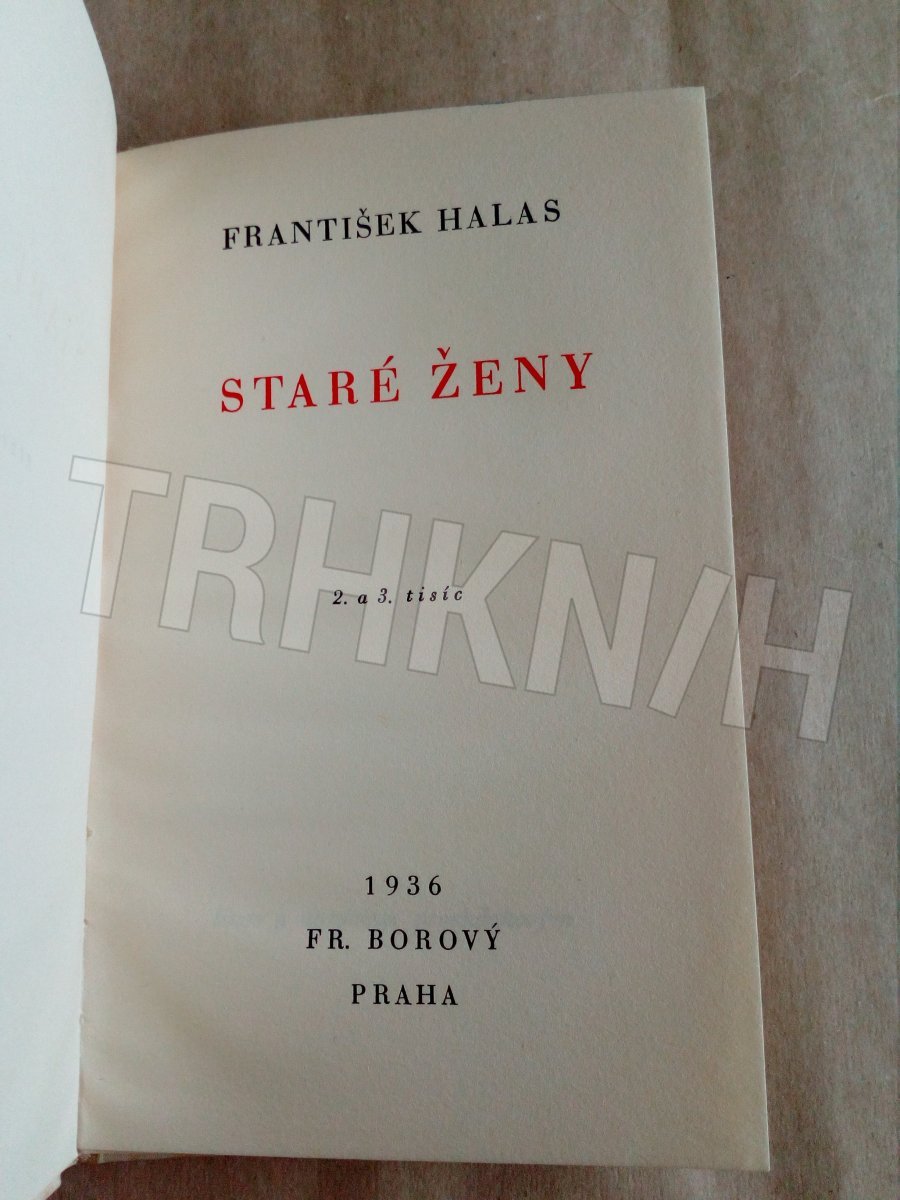 FRANTIŠEK HALAS
STARÉ ŽENY
TRHKNIH
2. a 3. tisíc
1936
FR. BOROVÝ
PRAHA